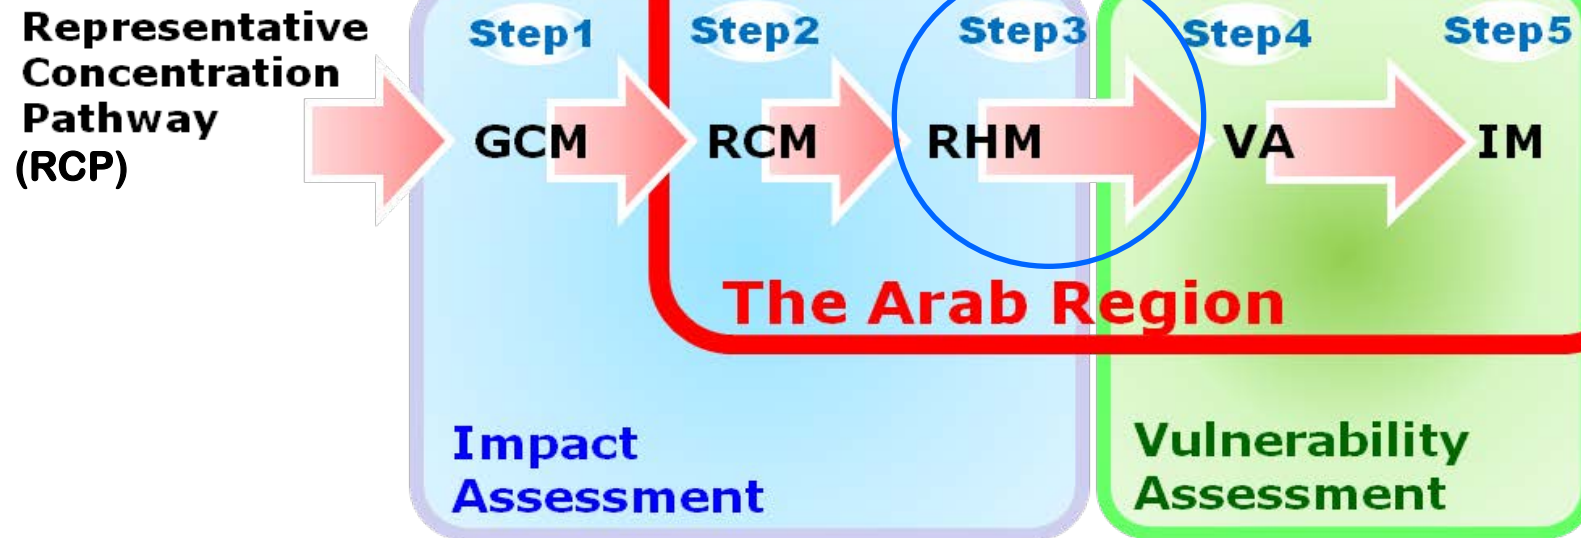 Representative
Concentration
Pathway
(RCP)
Step1
Step2
Step3
Step4
Step5
GCM
RCM
RHM
VA
IM
The Arab Region
Impact
Assessment
Vulnerability
Assessment